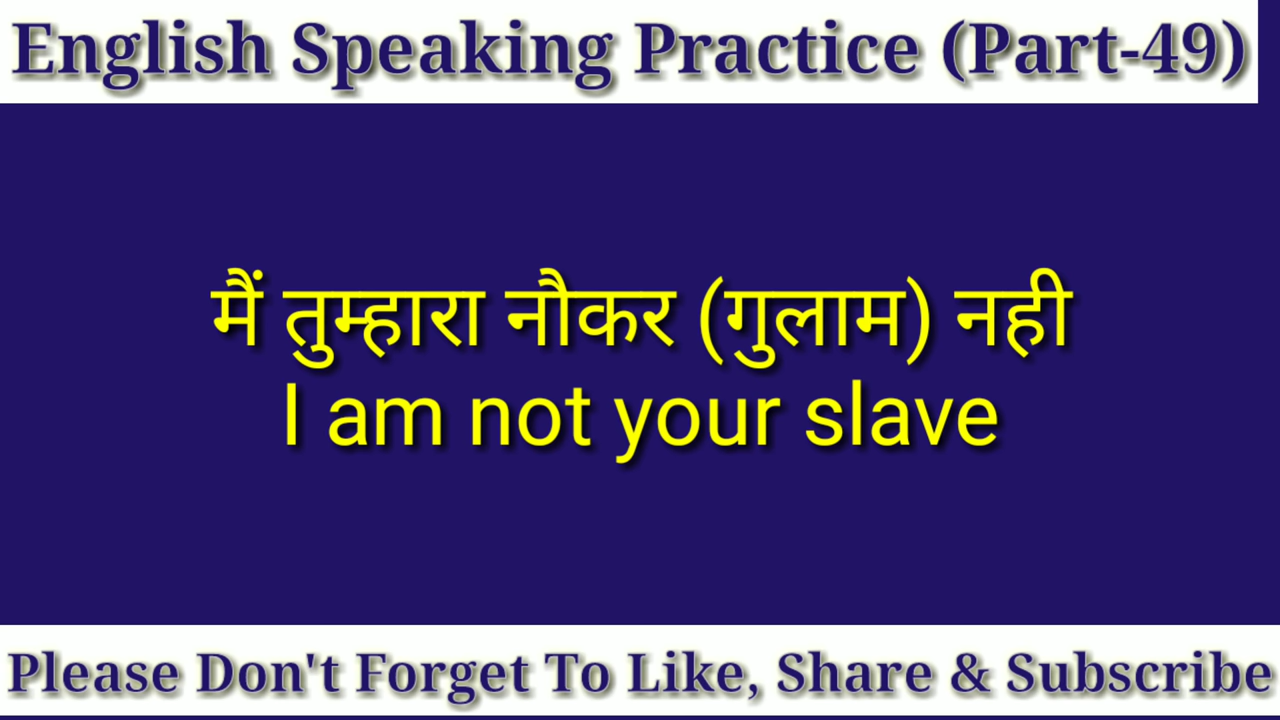 English Speaking Practice (Part-49)
मैं तुम्हारा नौकर (गुलाम) नही
I am not your slave
Please Don't Forget To Like, Share & Subscribe